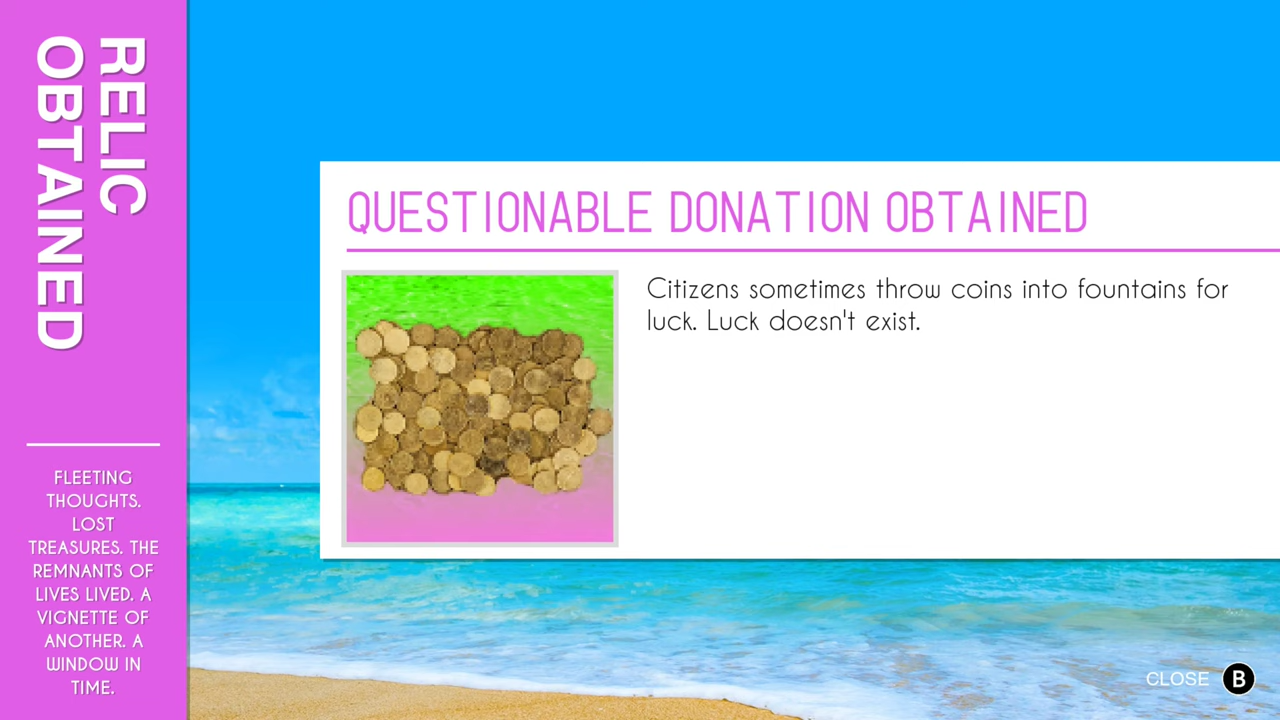 RELIC
OBTAINED
FLEETING
THOUGHTS.
LOST
TREASURES. THE
REMNANTS OF
LIVES LIVED. A
VIGNETTE OF
ANOTHER. A
WINDOW IN
TIME.
QUESTIONABLE DONATION OBTAINED
Citizens sometimes throw coins into fountains for
luck. Luck doesn't exist.
CLOSE B